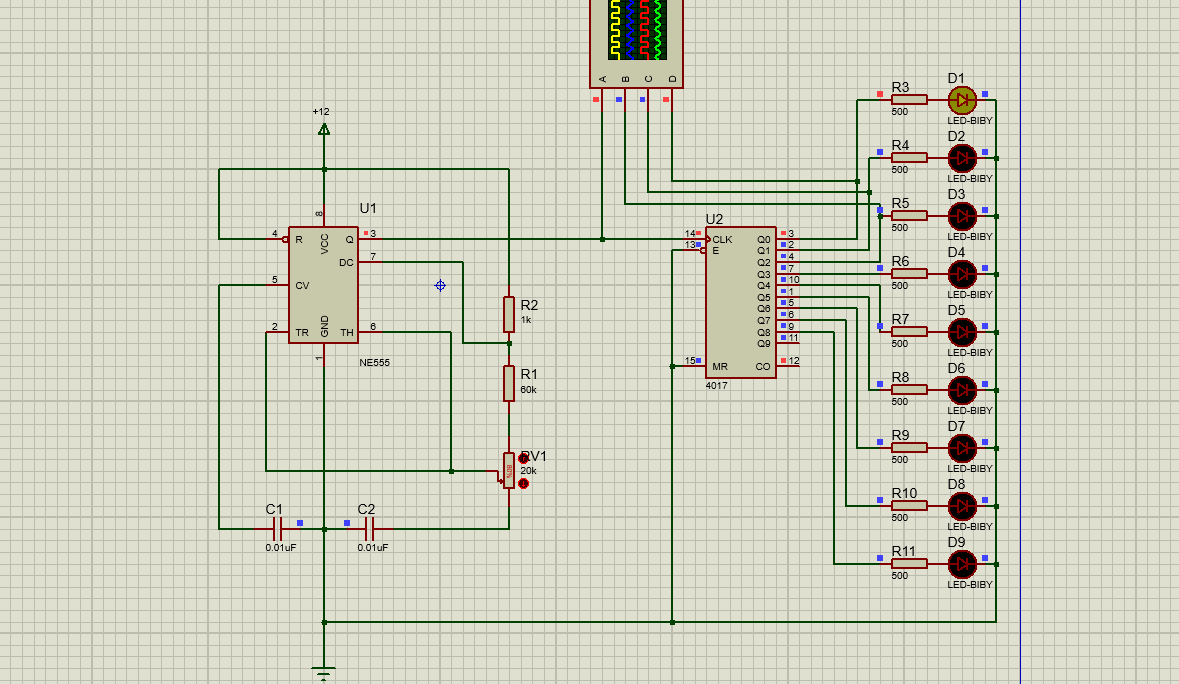 A B C D
+12
U1
8
4 R VCC Q 3
DC 7
5 CV
2 TR GND TH 6
1
NE555
R2
1k
R1
60k
RV1
20k
C1
0.01uF
C2
0.01uF
U2
14 CLK Q0 3
13 E Q1 2
Q2 4
Q3 7
Q4 10
Q5 1
Q6 5
Q7 6
Q8 9
Q9 11
15 MR CO 12
4017
R3 D1
500 LED-BIBY
R4 D2
500 LED-BIBY
R5 D3
500 LED-BIBY
R6 D4
500 LED-BIBY
R7 D5
500 LED-BIBY
R8 D6
500 LED-BIBY
R9 D7
500 LED-BIBY
R10 D8
500 LED-BIBY
R11 D9
500 LED-BIBY